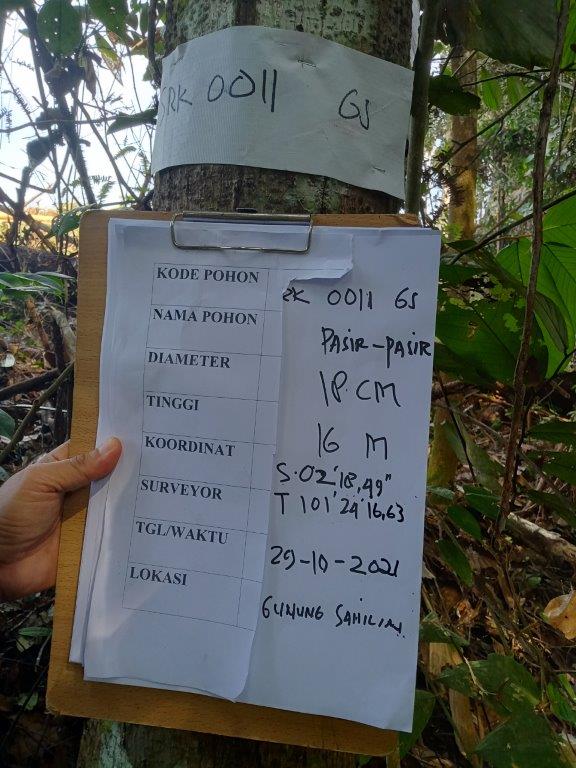 SRK 0011 GS
KODE POHON RK 0011 GS
NAMA POHON PASIR-PASIR
DIAMETER 18 CM
TINGGI 16 M
KOORDINAT S.02'18,49"
SURVEYOR T 101'24'16,63
TGL/WAKTU 29-10-2021
LOKASI GUNUNG SAHILAN